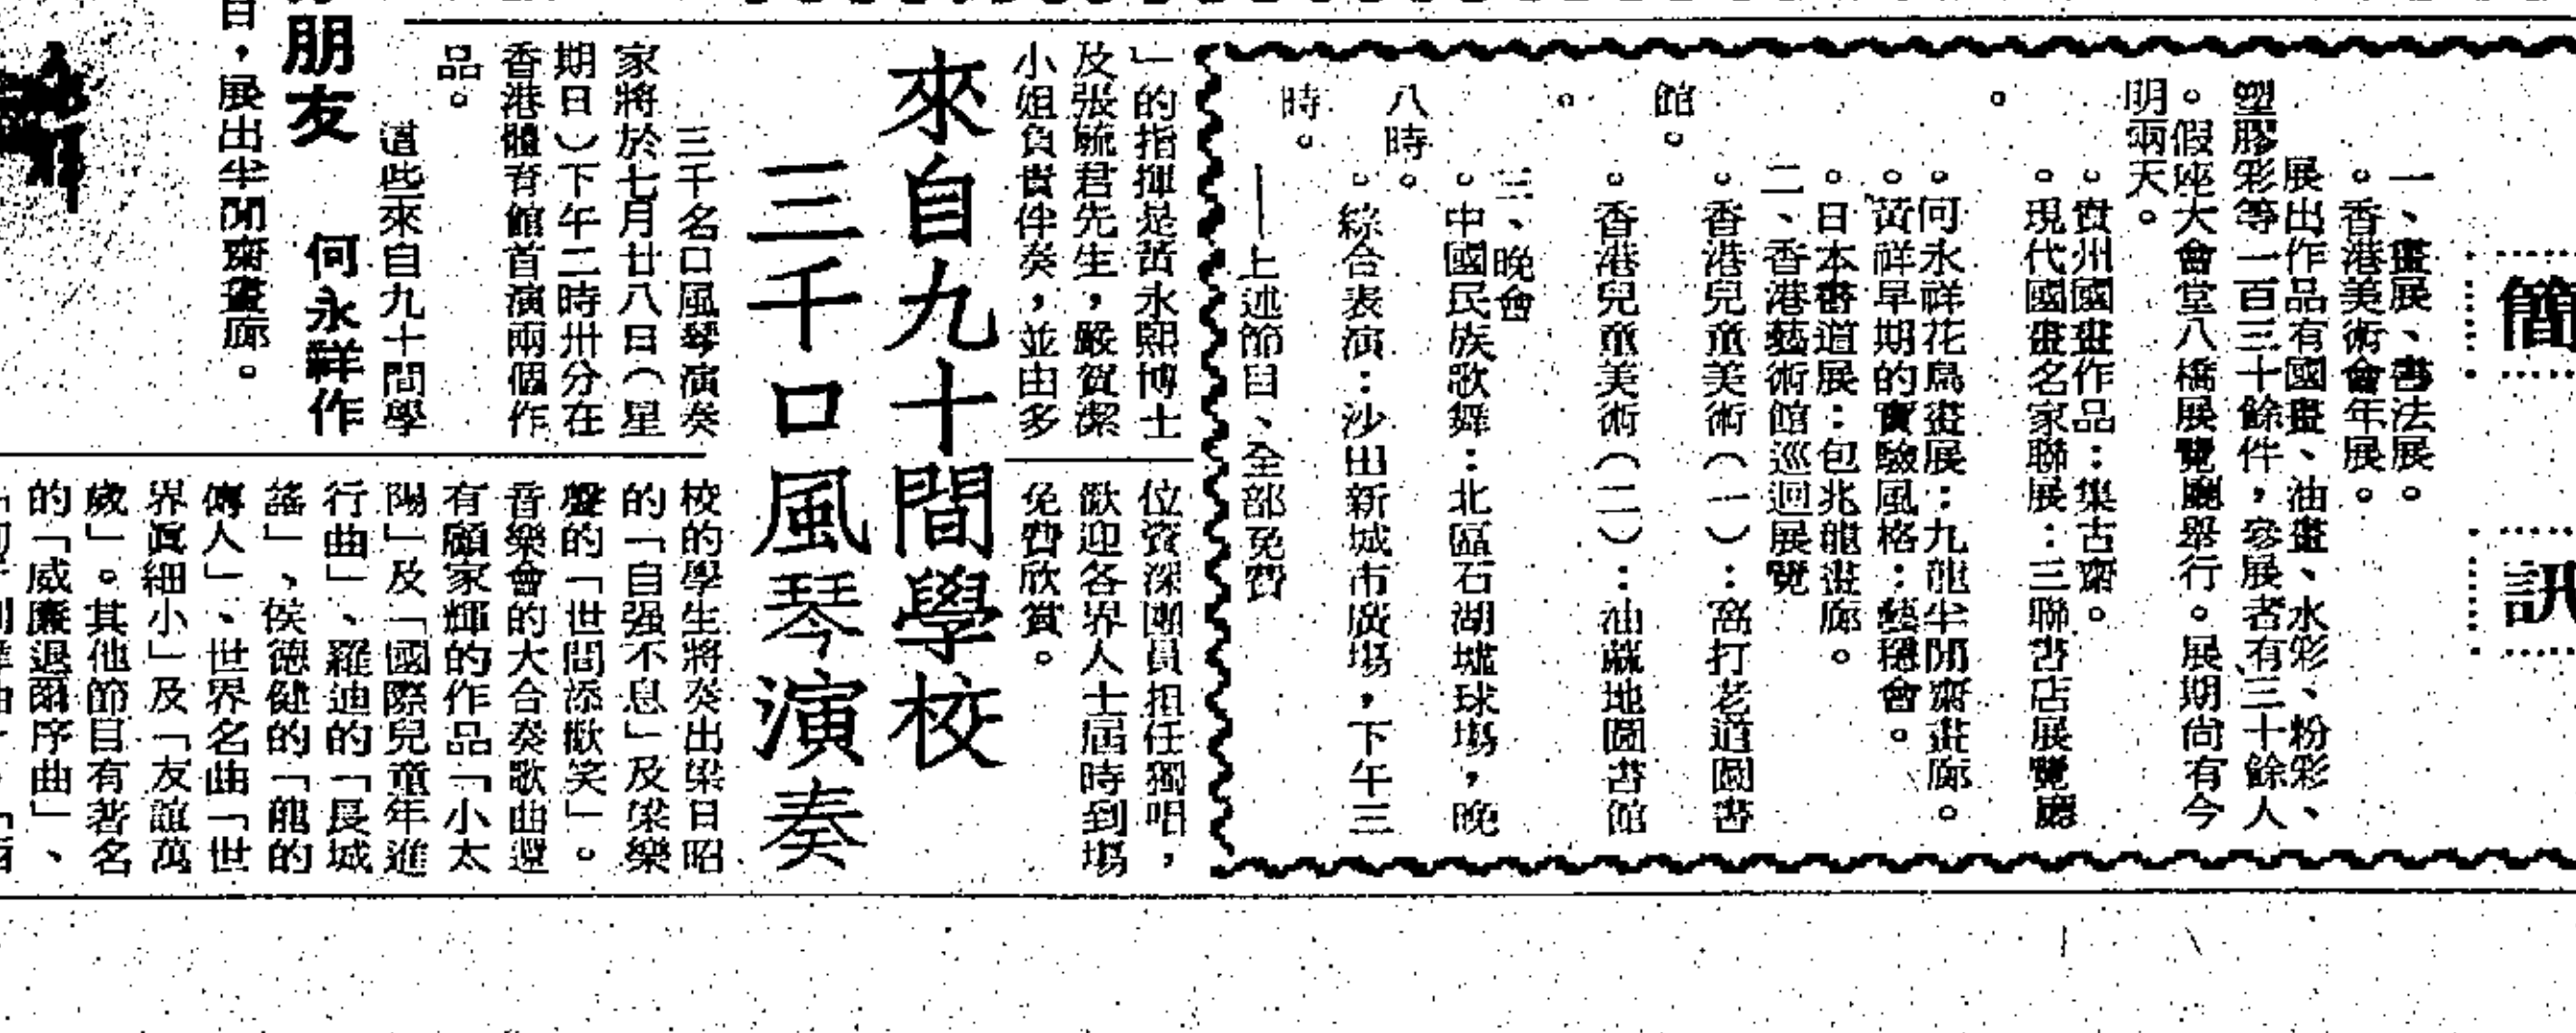 簡訊
一、畫展、書法展。
。香港美術會年展。
展出作品有國畫、油畫、水彩、粉彩、
塑膠彩等一百三十餘件，參展者有三十餘人
。假座大會堂八橋展覽廳舉行。展期尚有今
明兩天。
。貴州國畫作品：集古齋。
。現代國畫名家聯展：三聯書店展覽廳
。
。何永祥花鳥畫展：九龍半閒齋畫廊。
。黃祥早期的實驗風格：藝穗會。
。日本書道展：包兆龍畫廊。
二、香港藝術館巡迴展覽
。香港兒童美術（一）：窩打老道圖書
館。
。香港兒童美術（二）：油蔴地圖書館
。
三、晚會
。中國民族歌舞：北區石湖墟球塲，晚
八時。
。綜合表演：沙田新城市廣塲，下午三
時。
——上述節目、全部免費
」的指揮是黃永熙博士
及張毓君先生，嚴賀潔
小姐負責伴奏，並由多
位資深團員担任獨唱，
歡迎各界人士屆時到塲
免費欣賞。
來自九十間學校
三千口風琴演奏
三千名口風琴演奏
家將於七月廿八日（星
期日）下午二時卅分在
香港體育館首演兩個作
品。
這些來自九十間學
校的學生將奏出梁日昭
的「自强不息」及梁樂
聲的「世間添歡笑」。
音樂會的大合奏歌曲還
有顧家輝的作品「小太
陽」及「國際兒童年進
行曲」、羅迪的「長城
謠」、侯德健的「龍的
傳人」、世界名曲「世
界眞細小」及「友誼萬
歲」。其他節目有著名
的「威廉退爾序曲」、
朋友　何永祥作
，展出半閒齋畫廊。